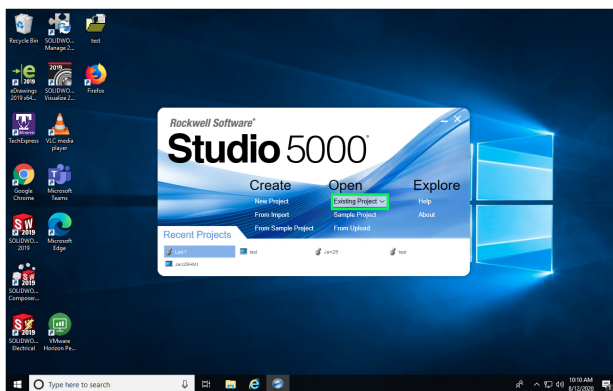 Recycle Bin
SOLIDWO...
Manage 2...
test
eDrawings
2019 x64...
2019
SOLIDWO...
Visualize 2...
Firefox
TechExpress
VLC media
player
Google
Chrome
Microsoft
Teams
SOLIDWO...
2019
Microsoft
Edge
SOLIDWO...
Composer...
SOLIDWO...
Electrical
VMware
Horizon Pe...
Rockwell Software®
Studio 5000®
Create
New Project
From Import
From Sample Project
Open
Existing Project
Sample Project
From Upload
Explore
Help
About
Recent Projects
Lab1
test
Jan29
test
Jan29HMI
Type here to search
10:10 AM
8/12/2020